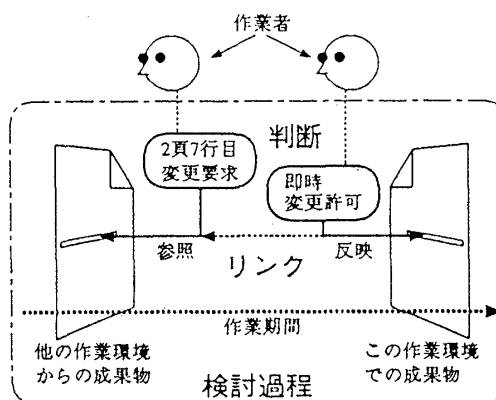 作業者
判断
2頁7行目
変更要求
即時
変更許可
参照
リンク
反映
作業期間
他の作業環境
からの成果物
この作業環境
での成果物
検討過程